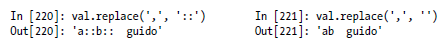 In [220]: val.replace(',', '::')
Out[220]: 'a::b::  guido'
In [221]: val.replace(',', '')
Out[221]: 'ab  guido'